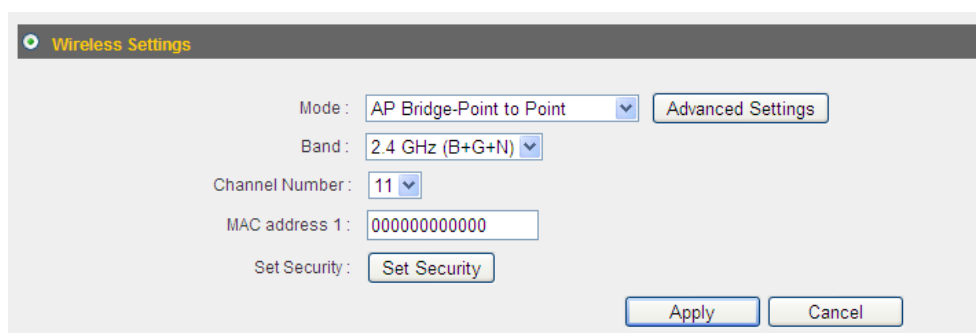 Wireless Settings
Mode : AP Bridge-Point to Point Advanced Settings
Band : 2.4 GHz (B+G+N)
Channel Number : 11
MAC address 1 : 000000000000
Set Security : Set Security
Apply Cancel